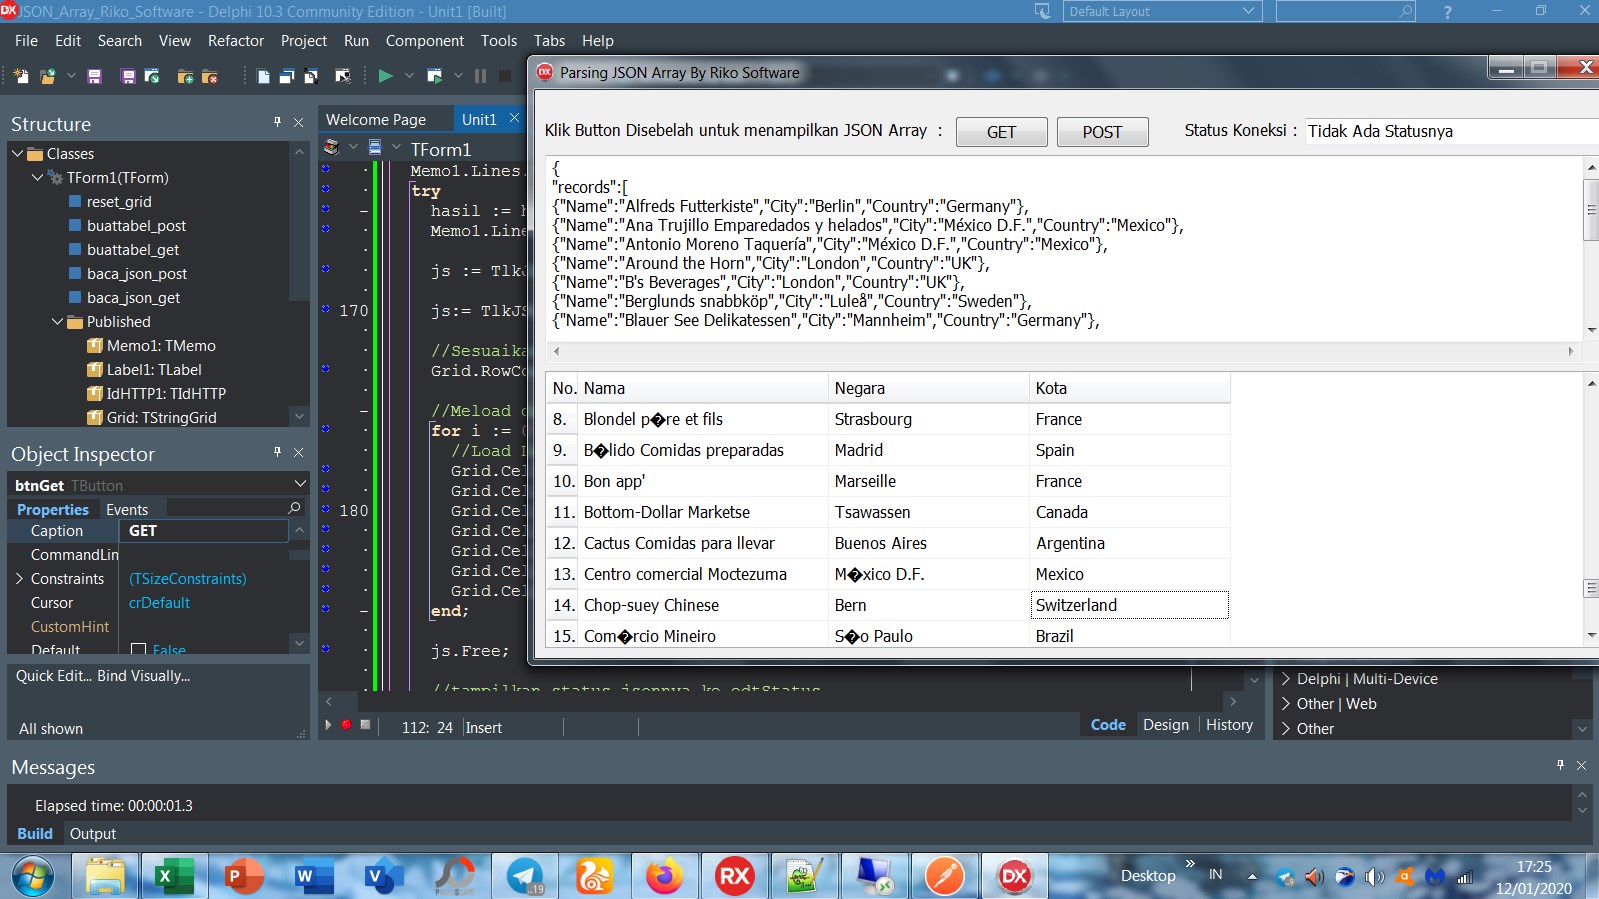 JSON_Array_Riko_Software - Delphi 10.3 Community Edition - Unit1 [Built]
Default Layout
File Edit Search View Refactor Project Run Component Tools Tabs Help
Structure
Classes
TForm1(TForm)
reset_grid
buattabel_post
buattabel_get
baca_json_post
baca_json_get
Published
Memo1: TMemo
Label1: TLabel
IdHTTP1: TIdHTTP
Grid: TStringGrid
Object Inspector
btnGet TButton
Properties Events
Caption GET
CommandLin
Constraints (TSizeConstraints)
Cursor crDefault
CustomHint
Default False
Quick Edit... Bind Visually...
All shown
Welcome Page Unit1
TForm1
Memo1.Lines.
try
hasil := h
Memo1.Line
js := TlkJ
170 js:= TlkJS
//Sesuaika
Grid.RowCo
//Meload d
for i := 0
//Load I
Grid.Cel
Grid.Cel
180 Grid.Cel
Grid.Cel
Grid.Cel
Grid.Cel
Grid.Cel
end;
js.Free;
//tampilkan status jsonnya ke edtStatus
112: 24 Insert
Code Design History
Parsing JSON Array By Riko Software
Klik Button Disebelah untuk menampilkan JSON Array : GET POST Status Koneksi : Tidak Ada Statusnya
{
"records":[
{"Name":"Alfreds Futterkiste","City":"Berlin","Country":"Germany"},
{"Name":"Ana Trujillo Emparedados y helados","City":"México D.F.","Country":"Mexico"},
{"Name":"Antonio Moreno Taquería","City":"México D.F.","Country":"Mexico"},
{"Name":"Around the Horn","City":"London","Country":"UK"},
{"Name":"B's Beverages","City":"London","Country":"UK"},
{"Name":"Berglunds snabbköp","City":"Luleå","Country":"Sweden"},
{"Name":"Blauer See Delikatessen","City":"Mannheim","Country":"Germany"},
No. Nama Negara Kota
8. Blondel p�re et fils Strasbourg France
9. B�lido Comidas preparadas Madrid Spain
10. Bon app' Marseille France
11. Bottom-Dollar Marketse Tsawassen Canada
12. Cactus Comidas para llevar Buenos Aires Argentina
13. Centro comercial Moctezuma M�xico D.F. Mexico
14. Chop-suey Chinese Bern Switzerland
15. Com�rcio Mineiro S�o Paulo Brazil
Delphi | Multi-Device
Other | Web
Other
Messages
Elapsed time: 00:00:01.3
Build Output
Desktop IN 17:25
12/01/2020